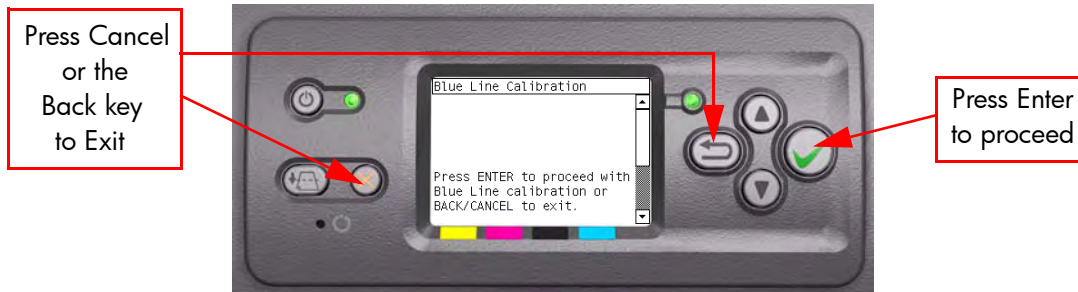 Press Cancel
or the
Back key
to Exit
Blue Line Calibration
Press ENTER to proceed with
Blue Line calibration or
BACK/CANCEL to exit.
Press Enter
to proceed